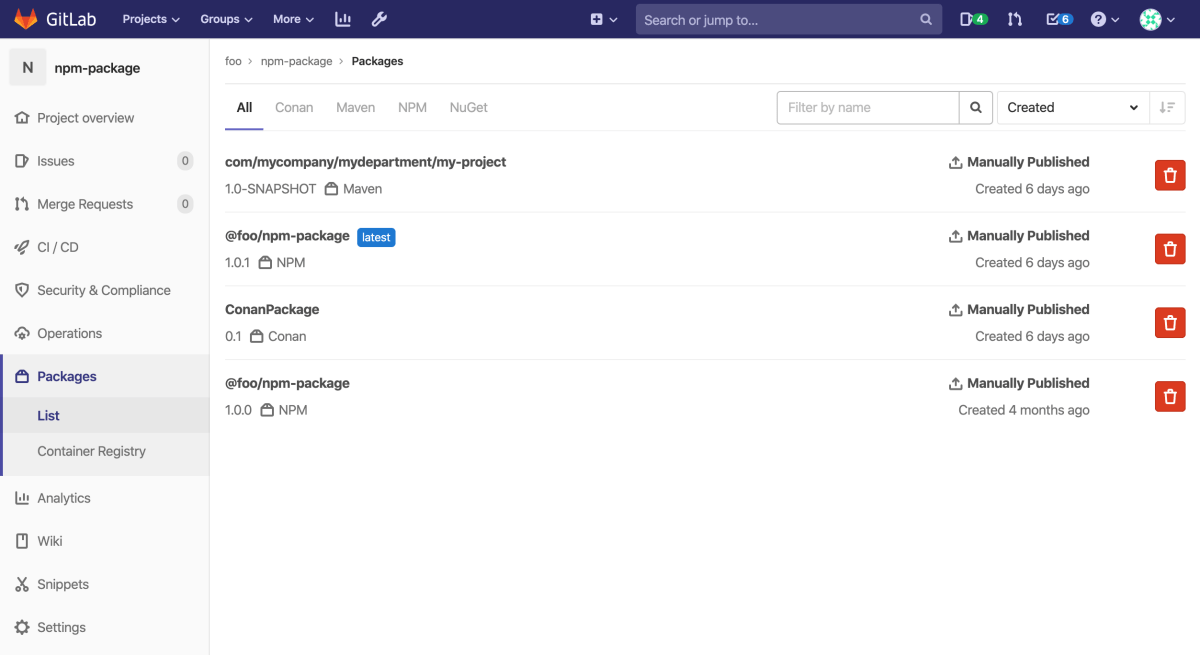 GitLab Projects Groups More Search or jump to... 4 6
N npm-package
Project overview
Issues 0
Merge Requests 0
CI / CD
Security & Compliance
Operations
Packages
List
Container Registry
Analytics
Wiki
Snippets
Settings
foo › npm-package › Packages
All Conan Maven NPM NuGet Filter by name Created
com/mycompany/mydepartment/my-project Manually Published
1.0-SNAPSHOT Maven Created 6 days ago
@foo/npm-package latest Manually Published
1.0.1 NPM Created 6 days ago
ConanPackage Manually Published
0.1 Conan Created 6 days ago
@foo/npm-package Manually Published
1.0.0 NPM Created 4 months ago